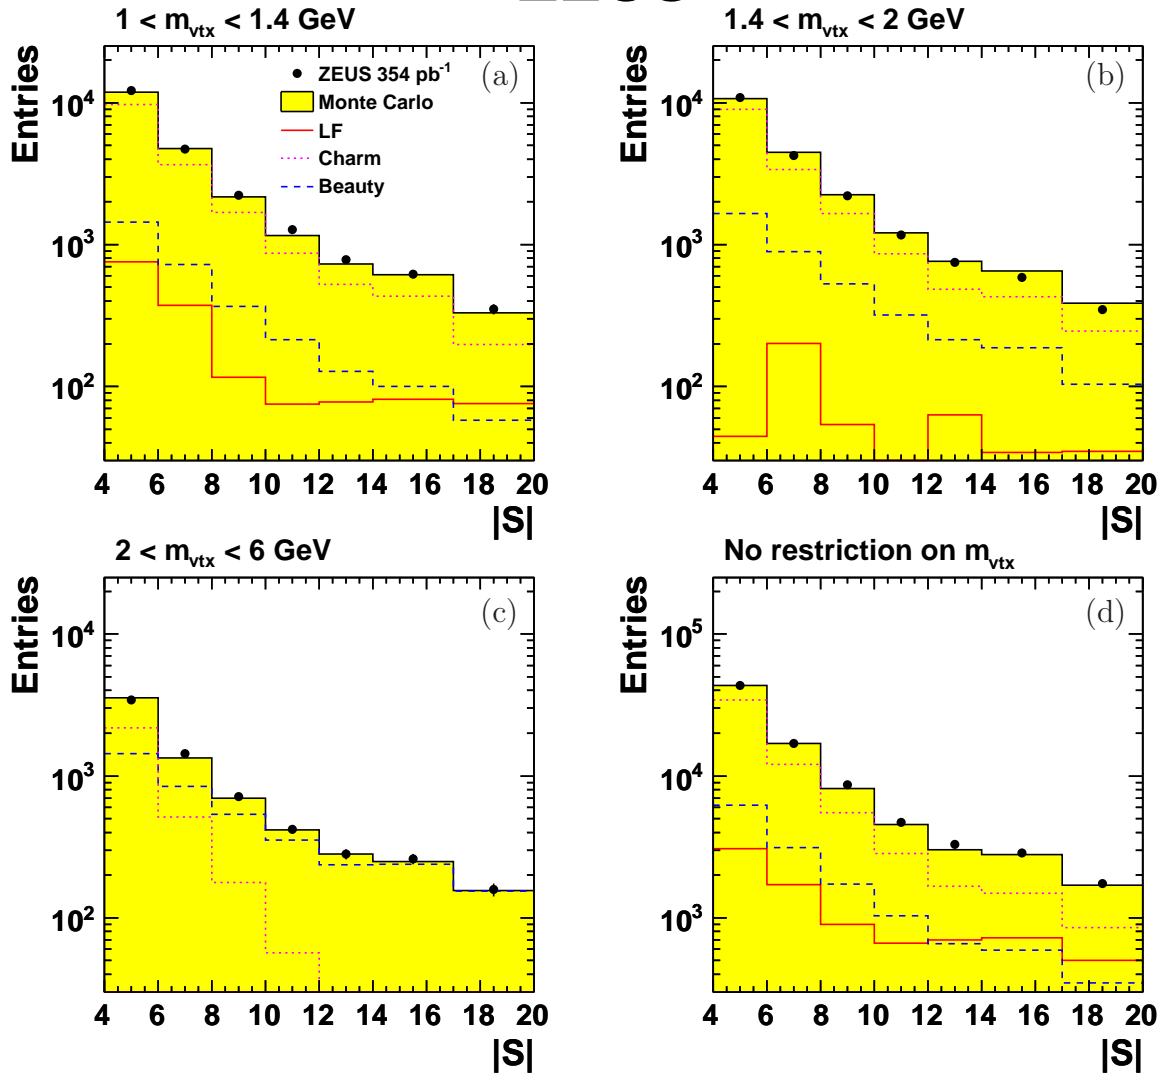 1 < m_vtx < 1.4 GeV
Entries
10^4
10^3
10^2
(a)
ZEUS 354 pb^-1
Monte Carlo
LF
Charm
Beauty
4 6 8 10 12 14 16 18 20
|S|
1.4 < m_vtx < 2 GeV
Entries
10^4
10^3
10^2
(b)
4 6 8 10 12 14 16 18 20
|S|
2 < m_vtx < 6 GeV
Entries
10^4
10^3
10^2
(c)
4 6 8 10 12 14 16 18 20
|S|
No restriction on m_vtx
Entries
10^5
10^4
10^3
(d)
4 6 8 10 12 14 16 18 20
|S|